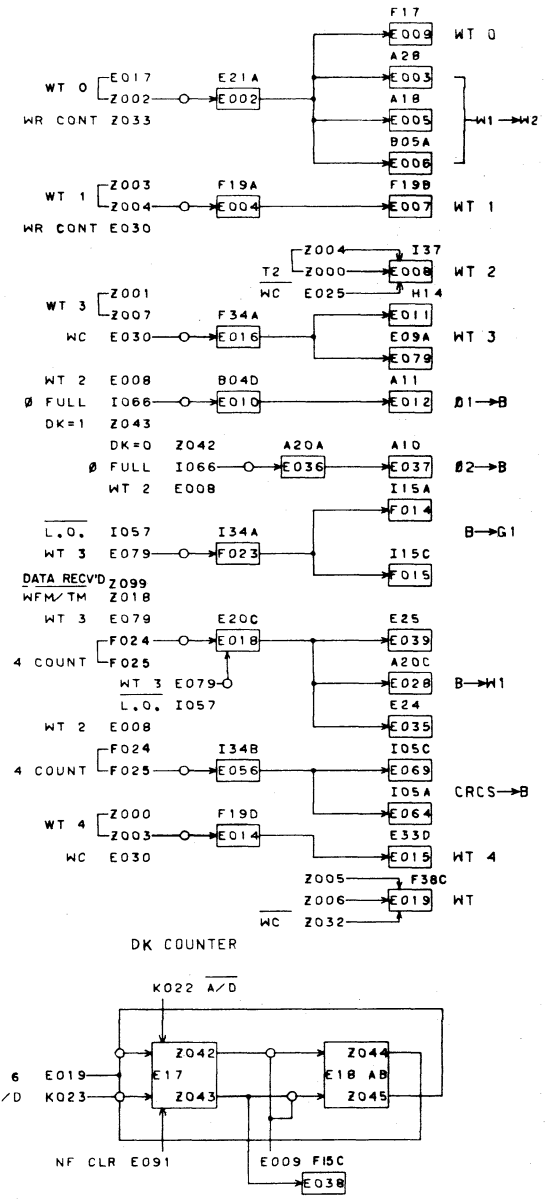 F17
E009 WT 0
A28
WT 0 E017 E21A E003
Z002 E002 A18
WR CONT Z033 E005 W1→W2
B05A
E006
WT 1 Z003 F19A F19B
Z004 E004 E007 WT 1
WR CONT E030
Z004 I37
T2 Z000 E008 WT 2
WC E025 H14
WT 3 Z001 E011
Z007 F34A E09A WT 3
WC E030 E016 E079
WT 2 E008 B04D A11
Ø FULL I066 E010 E012 Ø1→B
DK=1 Z043
DK=0 Z042 A20A A10
Ø FULL I066 E036 E037 Ø2→B
WT 2 E008 I15A
F014
L.O. I057 I34A B→G1
WT 3 E079 F023 I15C
F015
DATA RECV'D Z099
WFM/TM Z018
WT 3 E079 E20C E25
4 COUNT F024 E018 E039
F025 A20C
WT 3 E079 E028 B→W1
L.O. I057 E24
WT 2 E008 E035
F024 I34B I05C
4 COUNT F025 E056 E069
I05A CRCS→B
WT 4 Z000 F19D E064
Z003 E014 E33D
WC E030 E015 WT 4
Z005 F38C
Z006 E019 WT
WC Z032
DK COUNTER
K022 A/D
Z042 Z044
6 E019 E17 E18 AB
/D K023 Z043 Z045
NF CLR E091 E009 F15C
E038